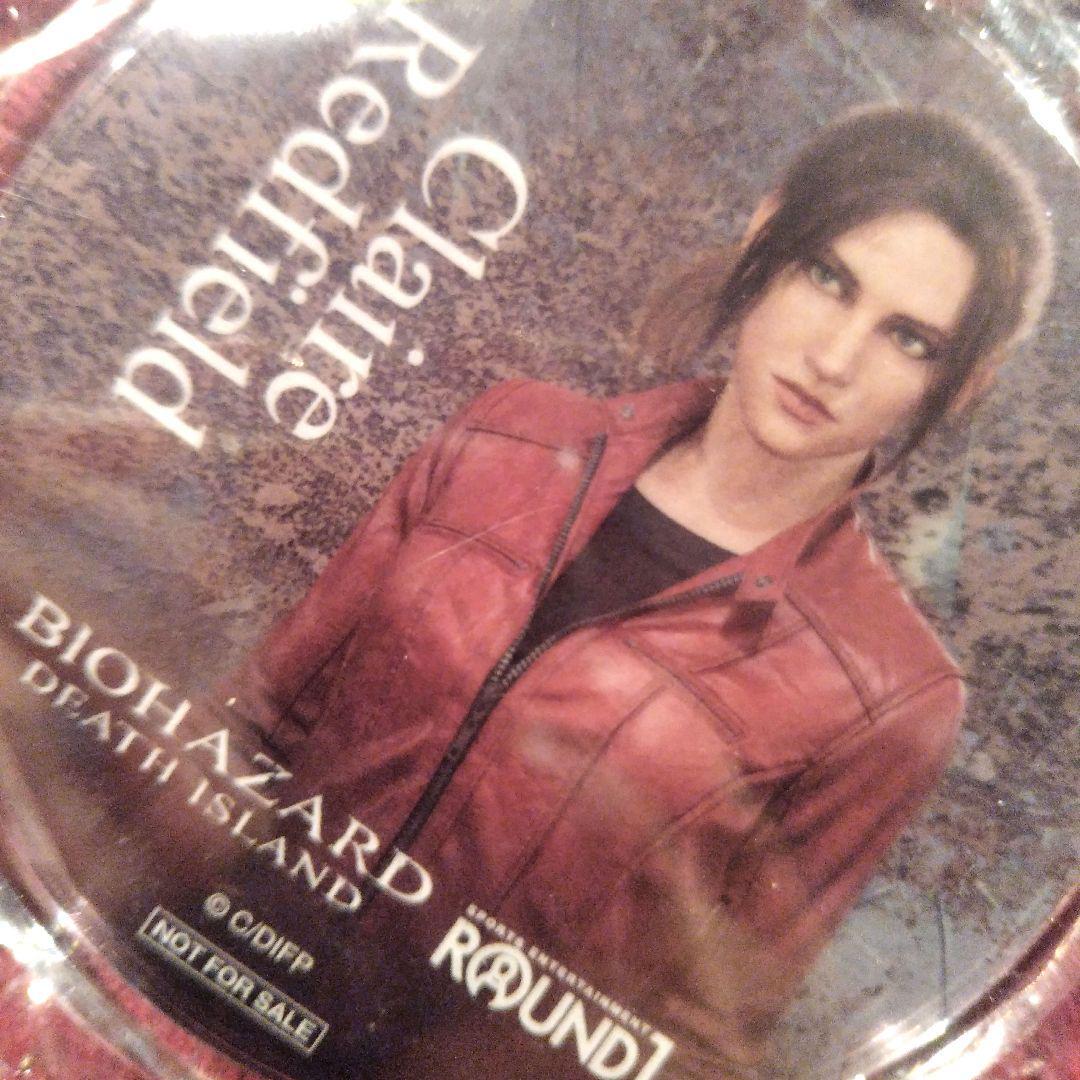 Claire
Redfield
BIOHAZARD
DEATH ISLAND
© C/DIFP
NOT FOR SALE
SPORTS ENTERTAINMENT
ROUND1